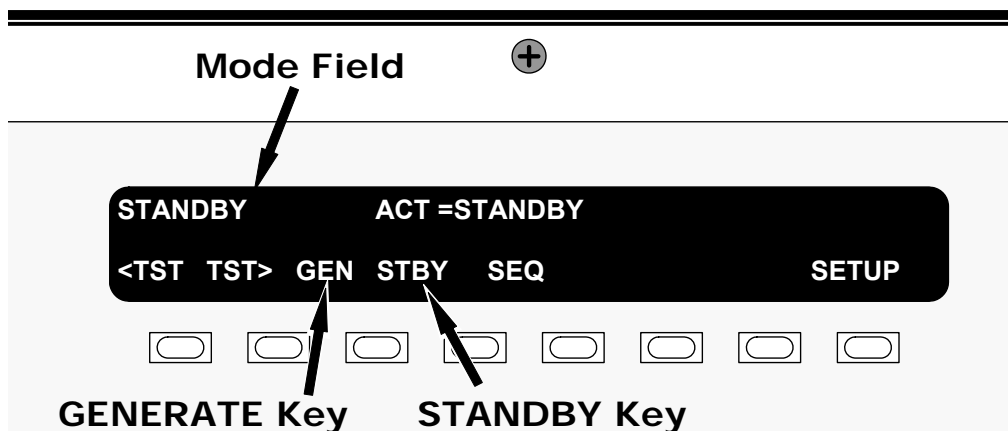 Mode Field
STANDBY ACT =STANDBY
<TST TST> GEN STBY SEQ SETUP
GENERATE Key STANDBY Key